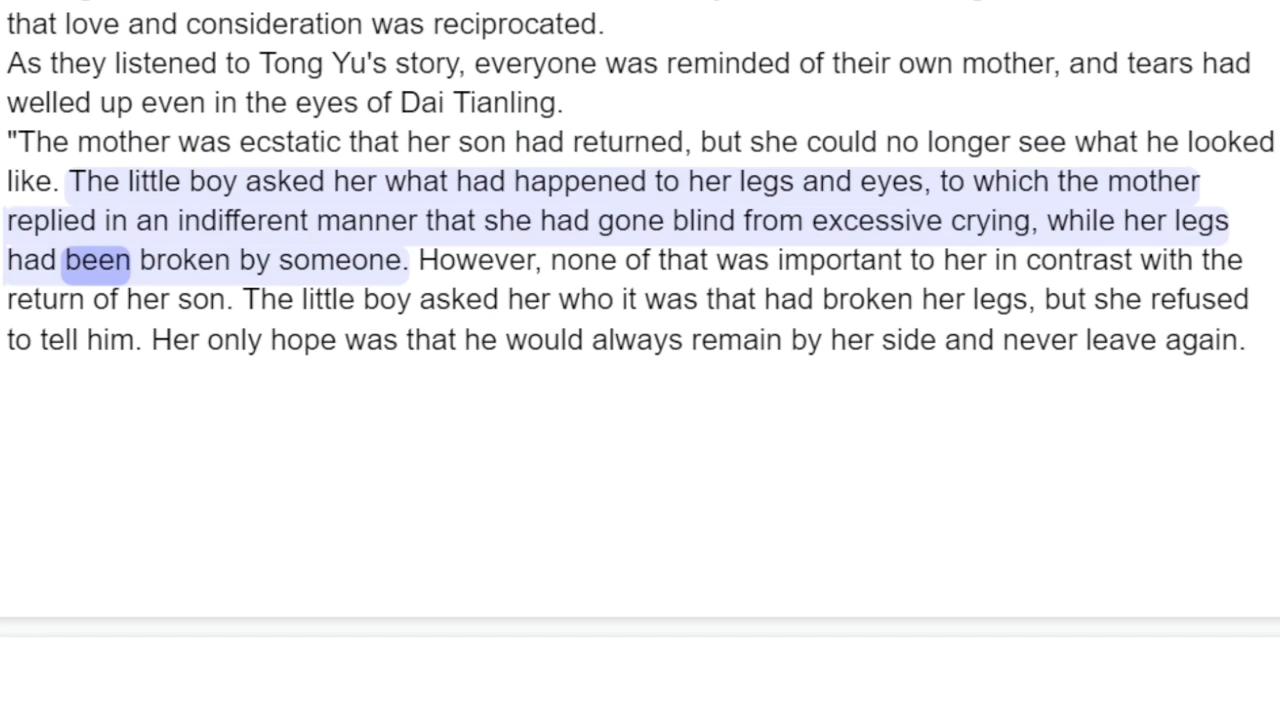 that love and consideration was reciprocated.
As they listened to Tong Yu's story, everyone was reminded of their own mother, and tears had
welled up even in the eyes of Dai Tianling.
"The mother was ecstatic that her son had returned, but she could no longer see what he looked
like. The little boy asked her what had happened to her legs and eyes, to which the mother
replied in an indifferent manner that she had gone blind from excessive crying, while her legs
had been broken by someone. However, none of that was important to her in contrast with the
return of her son. The little boy asked her who it was that had broken her legs, but she refused
to tell him. Her only hope was that he would always remain by her side and never leave again.